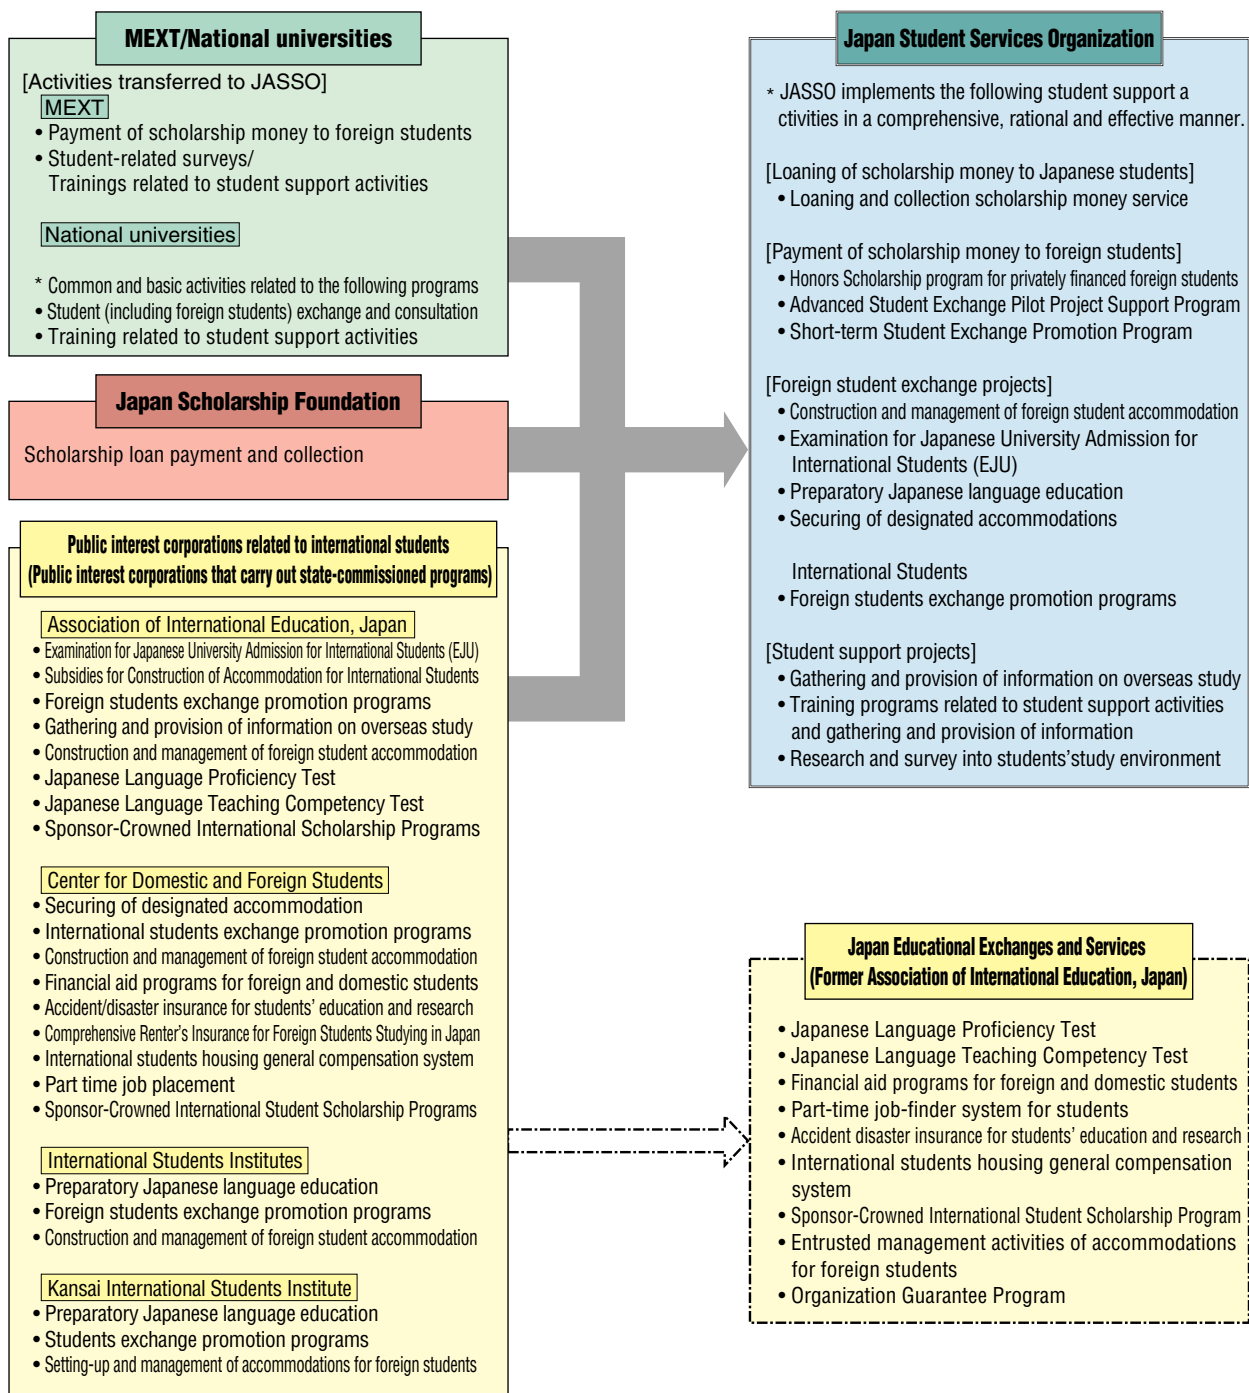 MEXT/National universities
[Activities transferred to JASSO]
MEXT
• Payment of scholarship money to foreign students
• Student-related surveys/
Trainings related to student support activities
National universities
* Common and basic activities related to the following programs
• Student (including foreign students) exchange and consultation
• Training related to student support activities
Japan Scholarship Foundation
Scholarship loan payment and collection
Public interest corporations related to international students
(Public interest corporations that carry out state-commissioned programs)
Association of International Education, Japan
• Examination for Japanese University Admission for International Students (EJU)
• Subsidies for Construction of Accommodation for International Students
• Foreign students exchange promotion programs
• Gathering and provision of information on overseas study
• Construction and management of foreign student accommodation
• Japanese Language Proficiency Test
• Japanese Language Teaching Competency Test
• Sponsor-Crowned International Scholarship Programs
Center for Domestic and Foreign Students
• Securing of designated accommodation
• International students exchange promotion programs
• Construction and management of foreign student accommodation
• Financial aid programs for foreign and domestic students
• Accident/disaster insurance for students' education and research
• Comprehensive Renter's Insurance for Foreign Students Studying in Japan
• International students housing general compensation system
• Part time job placement
• Sponsor-Crowned International Student Scholarship Programs
International Students Institutes
• Preparatory Japanese language education
• Foreign students exchange promotion programs
• Construction and management of foreign student accommodation
Kansai International Students Institute
• Preparatory Japanese language education
• Students exchange promotion programs
• Setting-up and management of accommodations for foreign students
Japan Student Services Organization
* JASSO implements the following student support a
ctivities in a comprehensive, rational and effective manner.
[Loaning of scholarship money to Japanese students]
• Loaning and collection scholarship money service
[Payment of scholarship money to foreign students]
• Honors Scholarship program for privately financed foreign students
• Advanced Student Exchange Pilot Project Support Program
• Short-term Student Exchange Promotion Program
[Foreign student exchange projects]
• Construction and management of foreign student accommodation
• Examination for Japanese University Admission for
International Students (EJU)
• Preparatory Japanese language education
• Securing of designated accommodations
International Students
• Foreign students exchange promotion programs
[Student support projects]
• Gathering and provision of information on overseas study
• Training programs related to student support activities
and gathering and provision of information
• Research and survey into students'study environment
Japan Educational Exchanges and Services
(Former Association of International Education, Japan)
• Japanese Language Proficiency Test
• Japanese Language Teaching Competency Test
• Financial aid programs for foreign and domestic students
• Part-time job-finder system for students
• Accident disaster insurance for students' education and research
• International students housing general compensation
system
• Sponsor-Crowned International Student Scholarship Program
• Entrusted management activities of accommodations
for foreign students
• Organization Guarantee Program